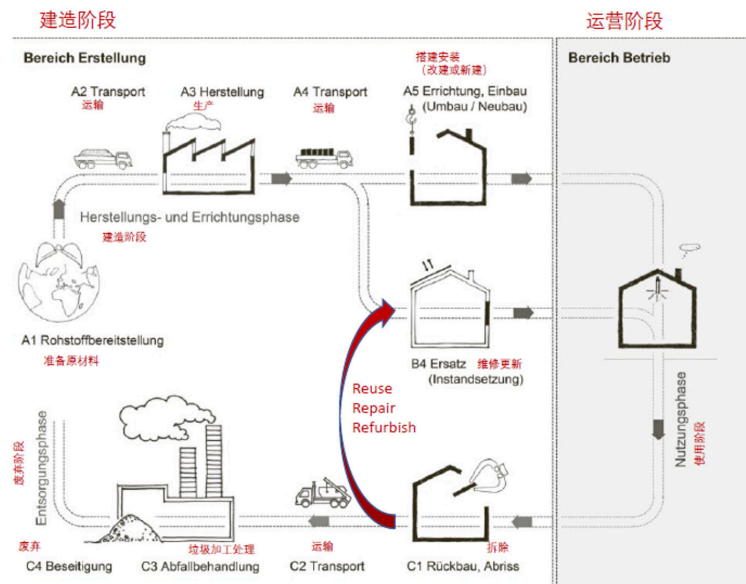 建造阶段
运营阶段
Bereich Erstellung
Bereich Betrieb
搭建安装
（改建或新建）
A2 Transport
运输
A3 Herstellung
生产
A4 Transport
运输
A5 Errichtung, Einbau
(Umbau / Neubau)
Herstellungs- und Errichtungsphase
建造阶段
A1 Rohstoffbereitstellung
准备原材料
B4 Ersatz 维修更新
(Instandsetzung)
Reuse
Repair
Refurbish
Nutzungsphase
使用阶段
Entsorgungsphase
废弃阶段
废弃
垃圾加工处理
运输
拆除
C4 Beseitigung
C3 Abfallbehandlung
C2 Transport
C1 Rückbau, Abriss